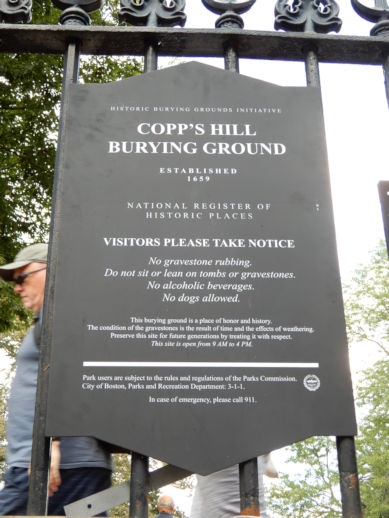 HISTORIC BURYING GROUNDS INITIATIVE
COPP'S HILL
BURYING GROUND
ESTABLISHED
1659
NATIONAL REGISTER OF
HISTORIC PLACES
VISITORS PLEASE TAKE NOTICE
No gravestone rubbing.
Do not sit or lean on tombs or gravestones.
No alcoholic beverages.
No dogs allowed.
This burying ground is a place of honor and history.
The condition of the gravestones is the result of time and the effects of weathering.
Preserve this site for future generations by treating it with respect.
This site is open from 9 AM to 4 PM.
Park users are subject to the rules and regulations of the Parks Commission.
City of Boston, Parks and Recreation Department: 3-1-1.
In case of emergency, please call 911.